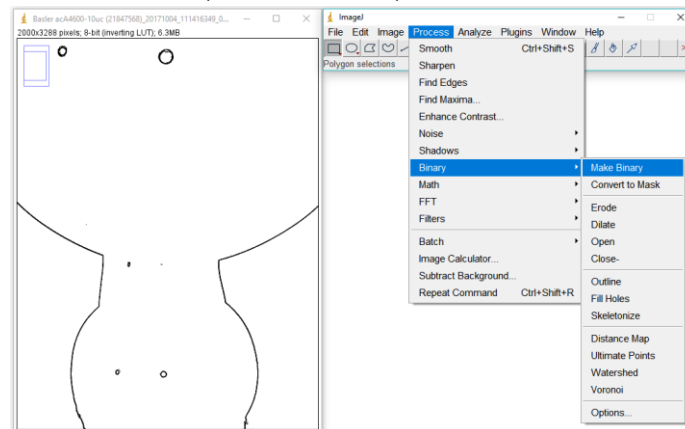 Basler acA4600-10uc (21847568)_20171004_111416349_0...
2000x3288 pixels; 8-bit (inverting LUT); 6.3MB
ImageJ
File Edit Image Process Analyze Plugins Window Help
Polygon selections
Smooth Ctrl+Shift+S
Sharpen
Find Edges
Find Maxima...
Enhance Contrast...
Noise
Shadows
Binary
Math
FFT
Filters
Batch
Image Calculator...
Subtract Background...
Repeat Command Ctrl+Shift+R
Make Binary
Convert to Mask
Erode
Dilate
Open
Close-
Outline
Fill Holes
Skeletonize
Distance Map
Ultimate Points
Watershed
Voronoi
Options...